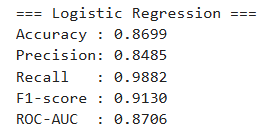 === Logistic Regression ===
Accuracy : 0.8699
Precision: 0.8485
Recall   : 0.9882
F1-score : 0.9130
ROC-AUC  : 0.8706